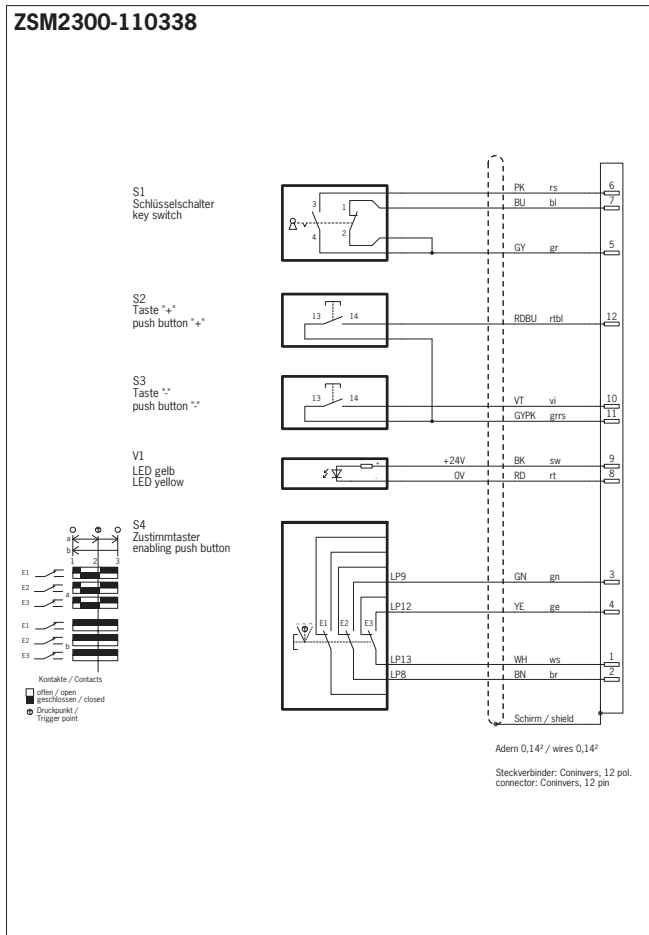 ZSM2300-110338
S1
Schlüsselschalter
key switch
3
1
4
2
PK rs 6
BU bl 7
GY gr 5
S2
Taste "+"
push button "+"
13 14
RDBU rtbl 12
S3
Taste "-"
push button "-"
13 14
VT vi 10
GYPK grrs 11
V1
LED gelb
LED yellow
+
-
+24V BK sw 9
0V RD rt 8
S4
Zustimmtaster
enabling push button
a
b
1 2 3
E1
E2
a
E3
E1
E2
b
E3
Kontakte / Contacts
offen / open
geschlossen / closed
Druckpunkt /
Trigger point
E1 E2 E3
LP9 GN gn 3
LP12 YE ge 4
LP13 WH ws 1
LP8 BN br 2
Schirm / shield
Adern 0,14² / wires 0,14²
Steckverbinder: Coninvers, 12 pol.
connector: Coninvers, 12 pin